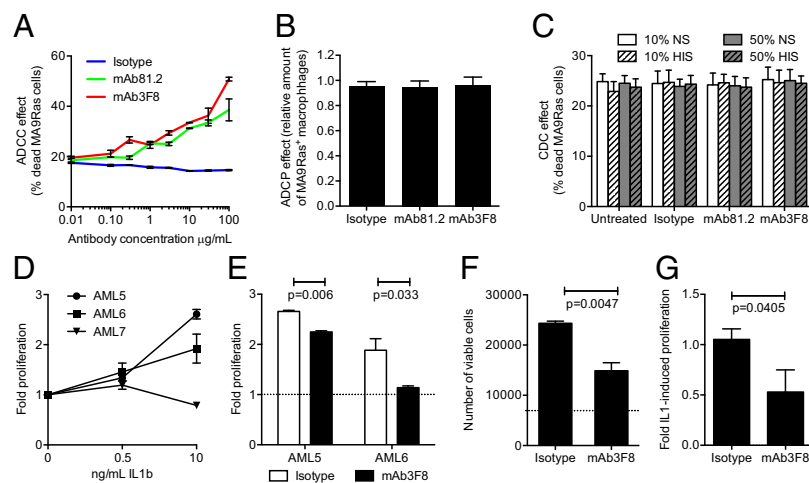 A
ADCC effect
(% dead MA9Ras cells)
60
40
20
0
Isotype
mAb81.2
mAb3F8
0.01 0.10 1 10 100
Antibody concentration μg/mL
B
ADCP effect (relative amount
of MA9Ras+ macrophhages)
1.2
1.0
0.8
0.6
0.4
0.2
0.0
Isotype mAb81.2 mAb3F8
C
10% NS 50% NS
10% HIS 50% HIS
CDC effect
(% dead MA9Ras cells)
30
20
10
0
Untreated Isotype mAb81.2 mAb3F8
D
Fold proliferation
3
2
1
0
AML5
AML6
AML7
0 0.5 10
ng/mL IL1b
E
p=0.006 p=0.033
Fold proliferation
3
2
1
0
AML5 AML6
Isotype mAb3F8
F
p=0.0047
Number of viable cells
30000
20000
10000
0
Isotype mAb3F8
G
p=0.0405
Fold IL1-induced proliferation
1.5
1.0
0.5
0.0
Isotype mAb3F8